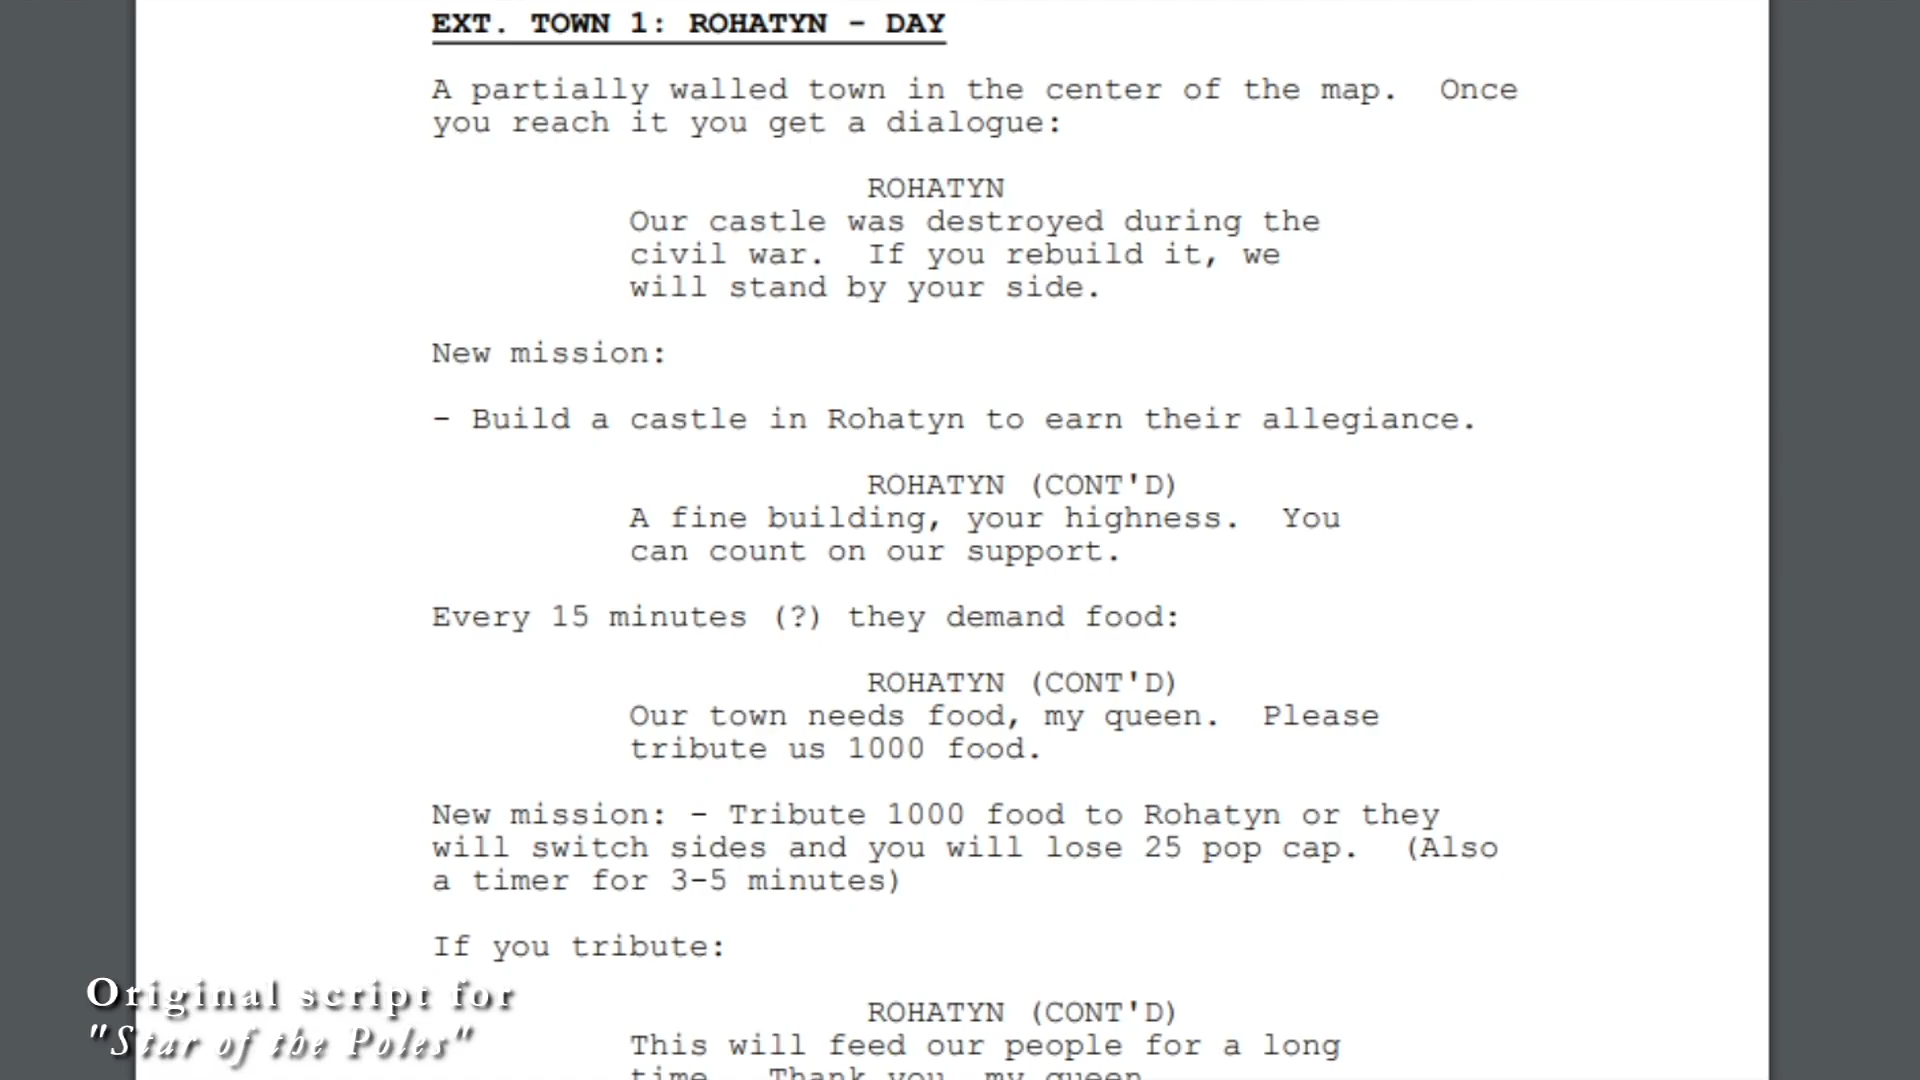 EXT. TOWN 1: ROHATYN - DAY
A partially walled town in the center of the map.  Once
you reach it you get a dialogue:
ROHATYN
Our castle was destroyed during the
civil war.  If you rebuild it, we
will stand by your side.
New mission:
- Build a castle in Rohatyn to earn their allegiance.
ROHATYN (CONT'D)
A fine building, your highness.  You
can count on our support.
Every 15 minutes (?) they demand food:
ROHATYN (CONT'D)
Our town needs food, my queen.  Please
tribute us 1000 food.
New mission: - Tribute 1000 food to Rohatyn or they
will switch sides and you will lose 25 pop cap.  (Also
a timer for 3-5 minutes)
If you tribute:
ROHATYN (CONT'D)
This will feed our people for a long
time.  Thank you, my queen
Original script for
"Star of the Poles"